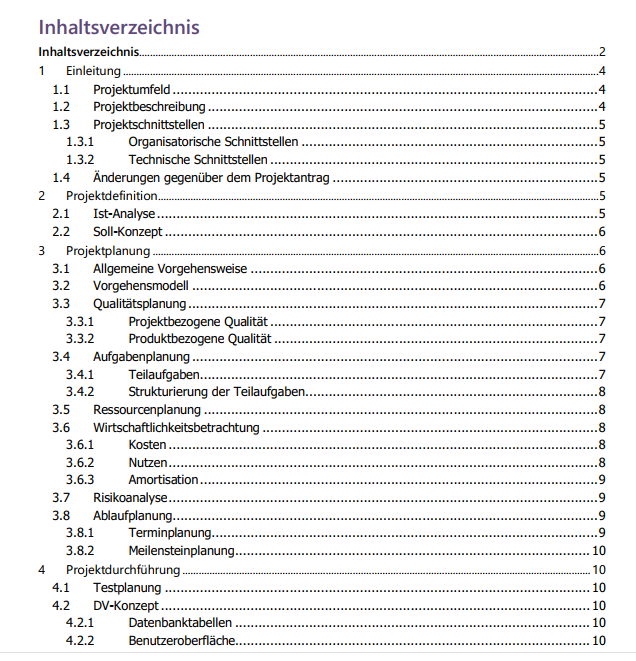 Inhaltsverzeichnis
Inhaltsverzeichnis 2
1 Einleitung 4
1.1 Projektumfeld 4
1.2 Projektbeschreibung 4
1.3 Projektschnittstellen 5
1.3.1 Organisatorische Schnittstellen 5
1.3.2 Technische Schnittstellen 5
1.4 Änderungen gegenüber dem Projektantrag 5
2 Projektdefinition 5
2.1 Ist-Analyse 5
2.2 Soll-Konzept 6
3 Projektplanung 6
3.1 Allgemeine Vorgehensweise 6
3.2 Vorgehensmodell 6
3.3 Qualitätsplanung 7
3.3.1 Projektbezogene Qualität 7
3.3.2 Produktbezogene Qualität 7
3.4 Aufgabenplanung 7
3.4.1 Teilaufgaben 7
3.4.2 Strukturierung der Teilaufgaben 8
3.5 Ressourcenplanung 8
3.6 Wirtschaftlichkeitsbetrachtung 8
3.6.1 Kosten 8
3.6.2 Nutzen 8
3.6.3 Amortisation 9
3.7 Risikoanalyse 9
3.8 Ablaufplanung 9
3.8.1 Terminplanung 9
3.8.2 Meilensteinplanung 10
4 Projektdurchführung 10
4.1 Testplanung 10
4.2 DV-Konzept 10
4.2.1 Datenbanktabellen 10
4.2.2 Benutzeroberfläche 10